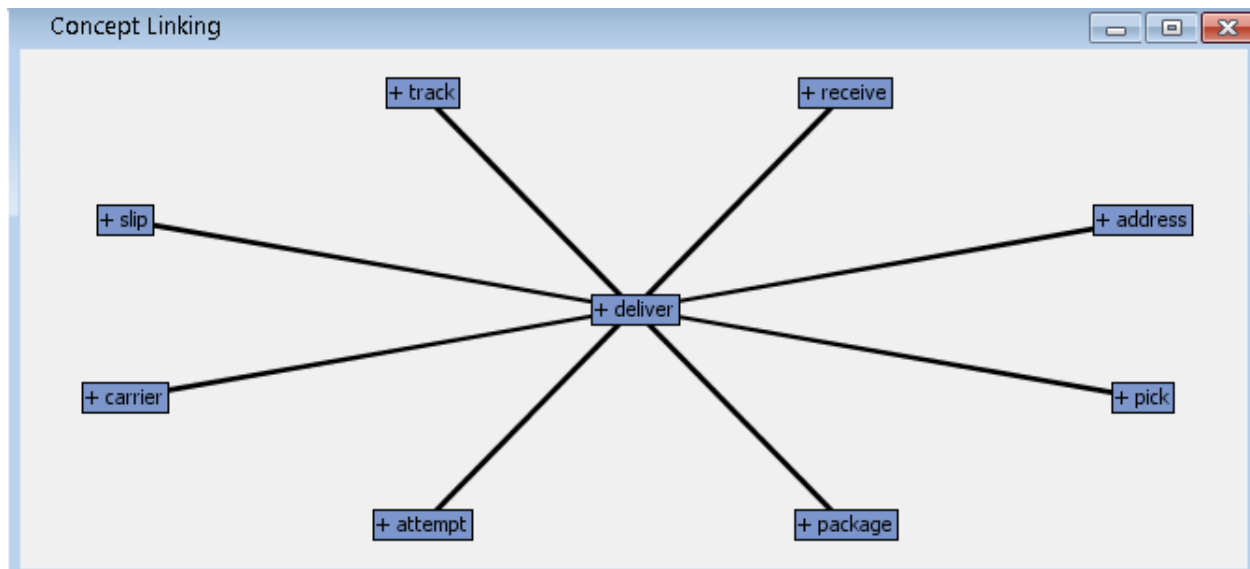 Concept Linking
+ track
+ receive
+ slip
+ address
+ deliver
+ carrier
+ pick
+ attempt
+ package